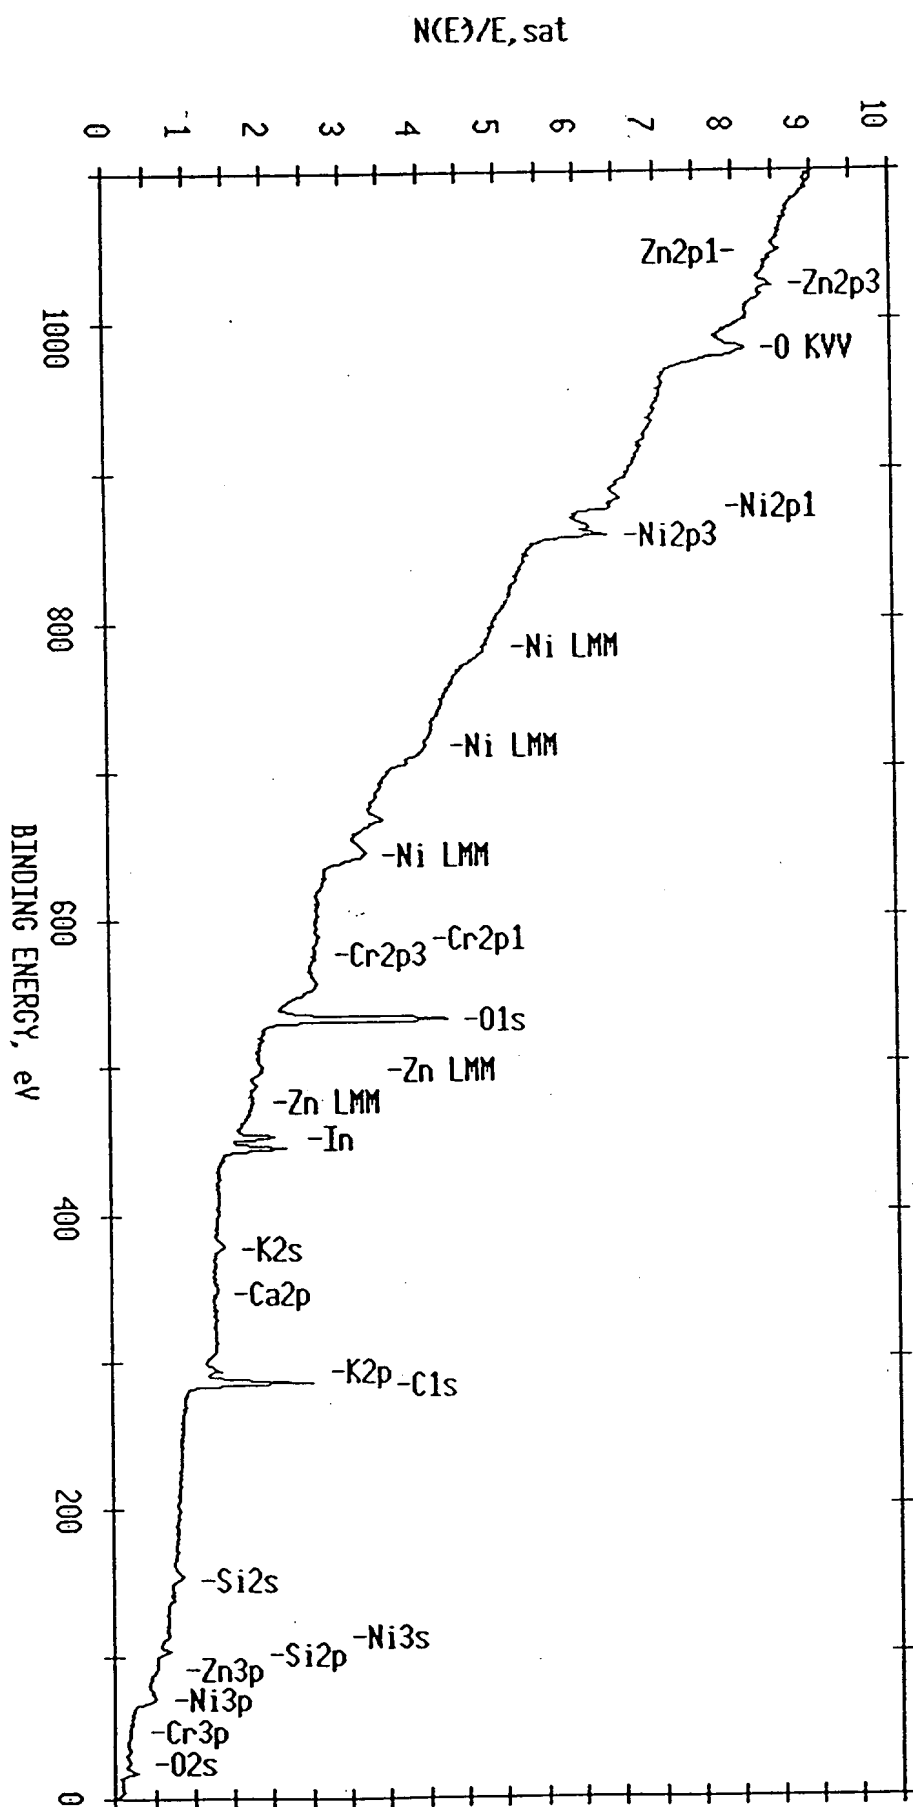 N(E)/E, sat
0 1 2 3 4 5 6 7 8 9 10
Zn2p1-
-Zn2p3
1000
-O KVV
-Ni2p1
-Ni2p3
800
-Ni LMM
-Ni LMM
-Ni LMM
600
-Cr2p1
-Cr2p3
-O1s
-Zn LMM
-Zn LMM
-In
400
-K2s
-Ca2p
-K2p
-C1s
200
-Si2s
-Ni3s
-Si2p
-Zn3p
-Ni3p
-Cr3p
-O2s
0
BINDING ENERGY, eV